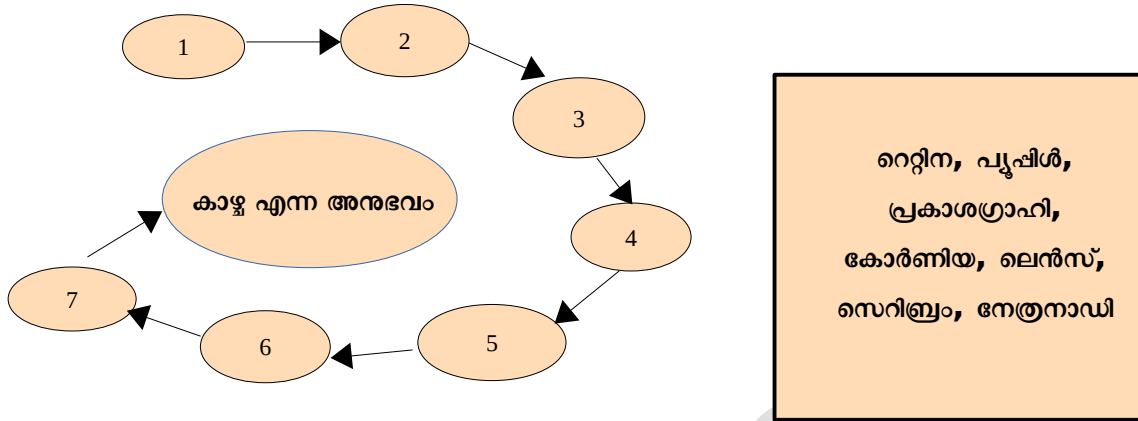 1
2
3
കാഴ്ച എന്ന അനുഭവം
4
7
6
5
റെറ്റിന, പ്യൂപ്പിൾ,
പ്രകാശഗ്രാഹി,
കോർണിയ, ലെൻസ്,
സെറിബ്രം, നേത്രനാഡി